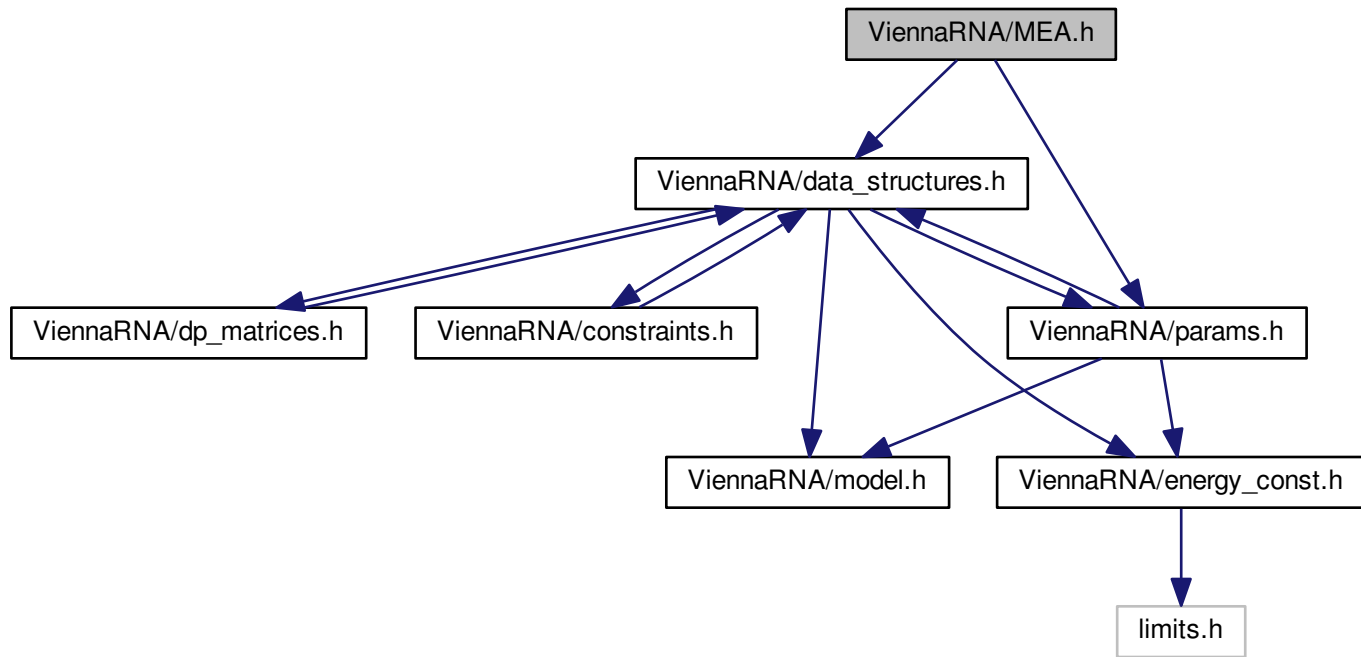 ViennaRNA/MEA.h
ViennaRNA/data_structures.h
ViennaRNA/dp_matrices.h
ViennaRNA/constraints.h
ViennaRNA/params.h
ViennaRNA/model.h
ViennaRNA/energy_const.h
limits.h